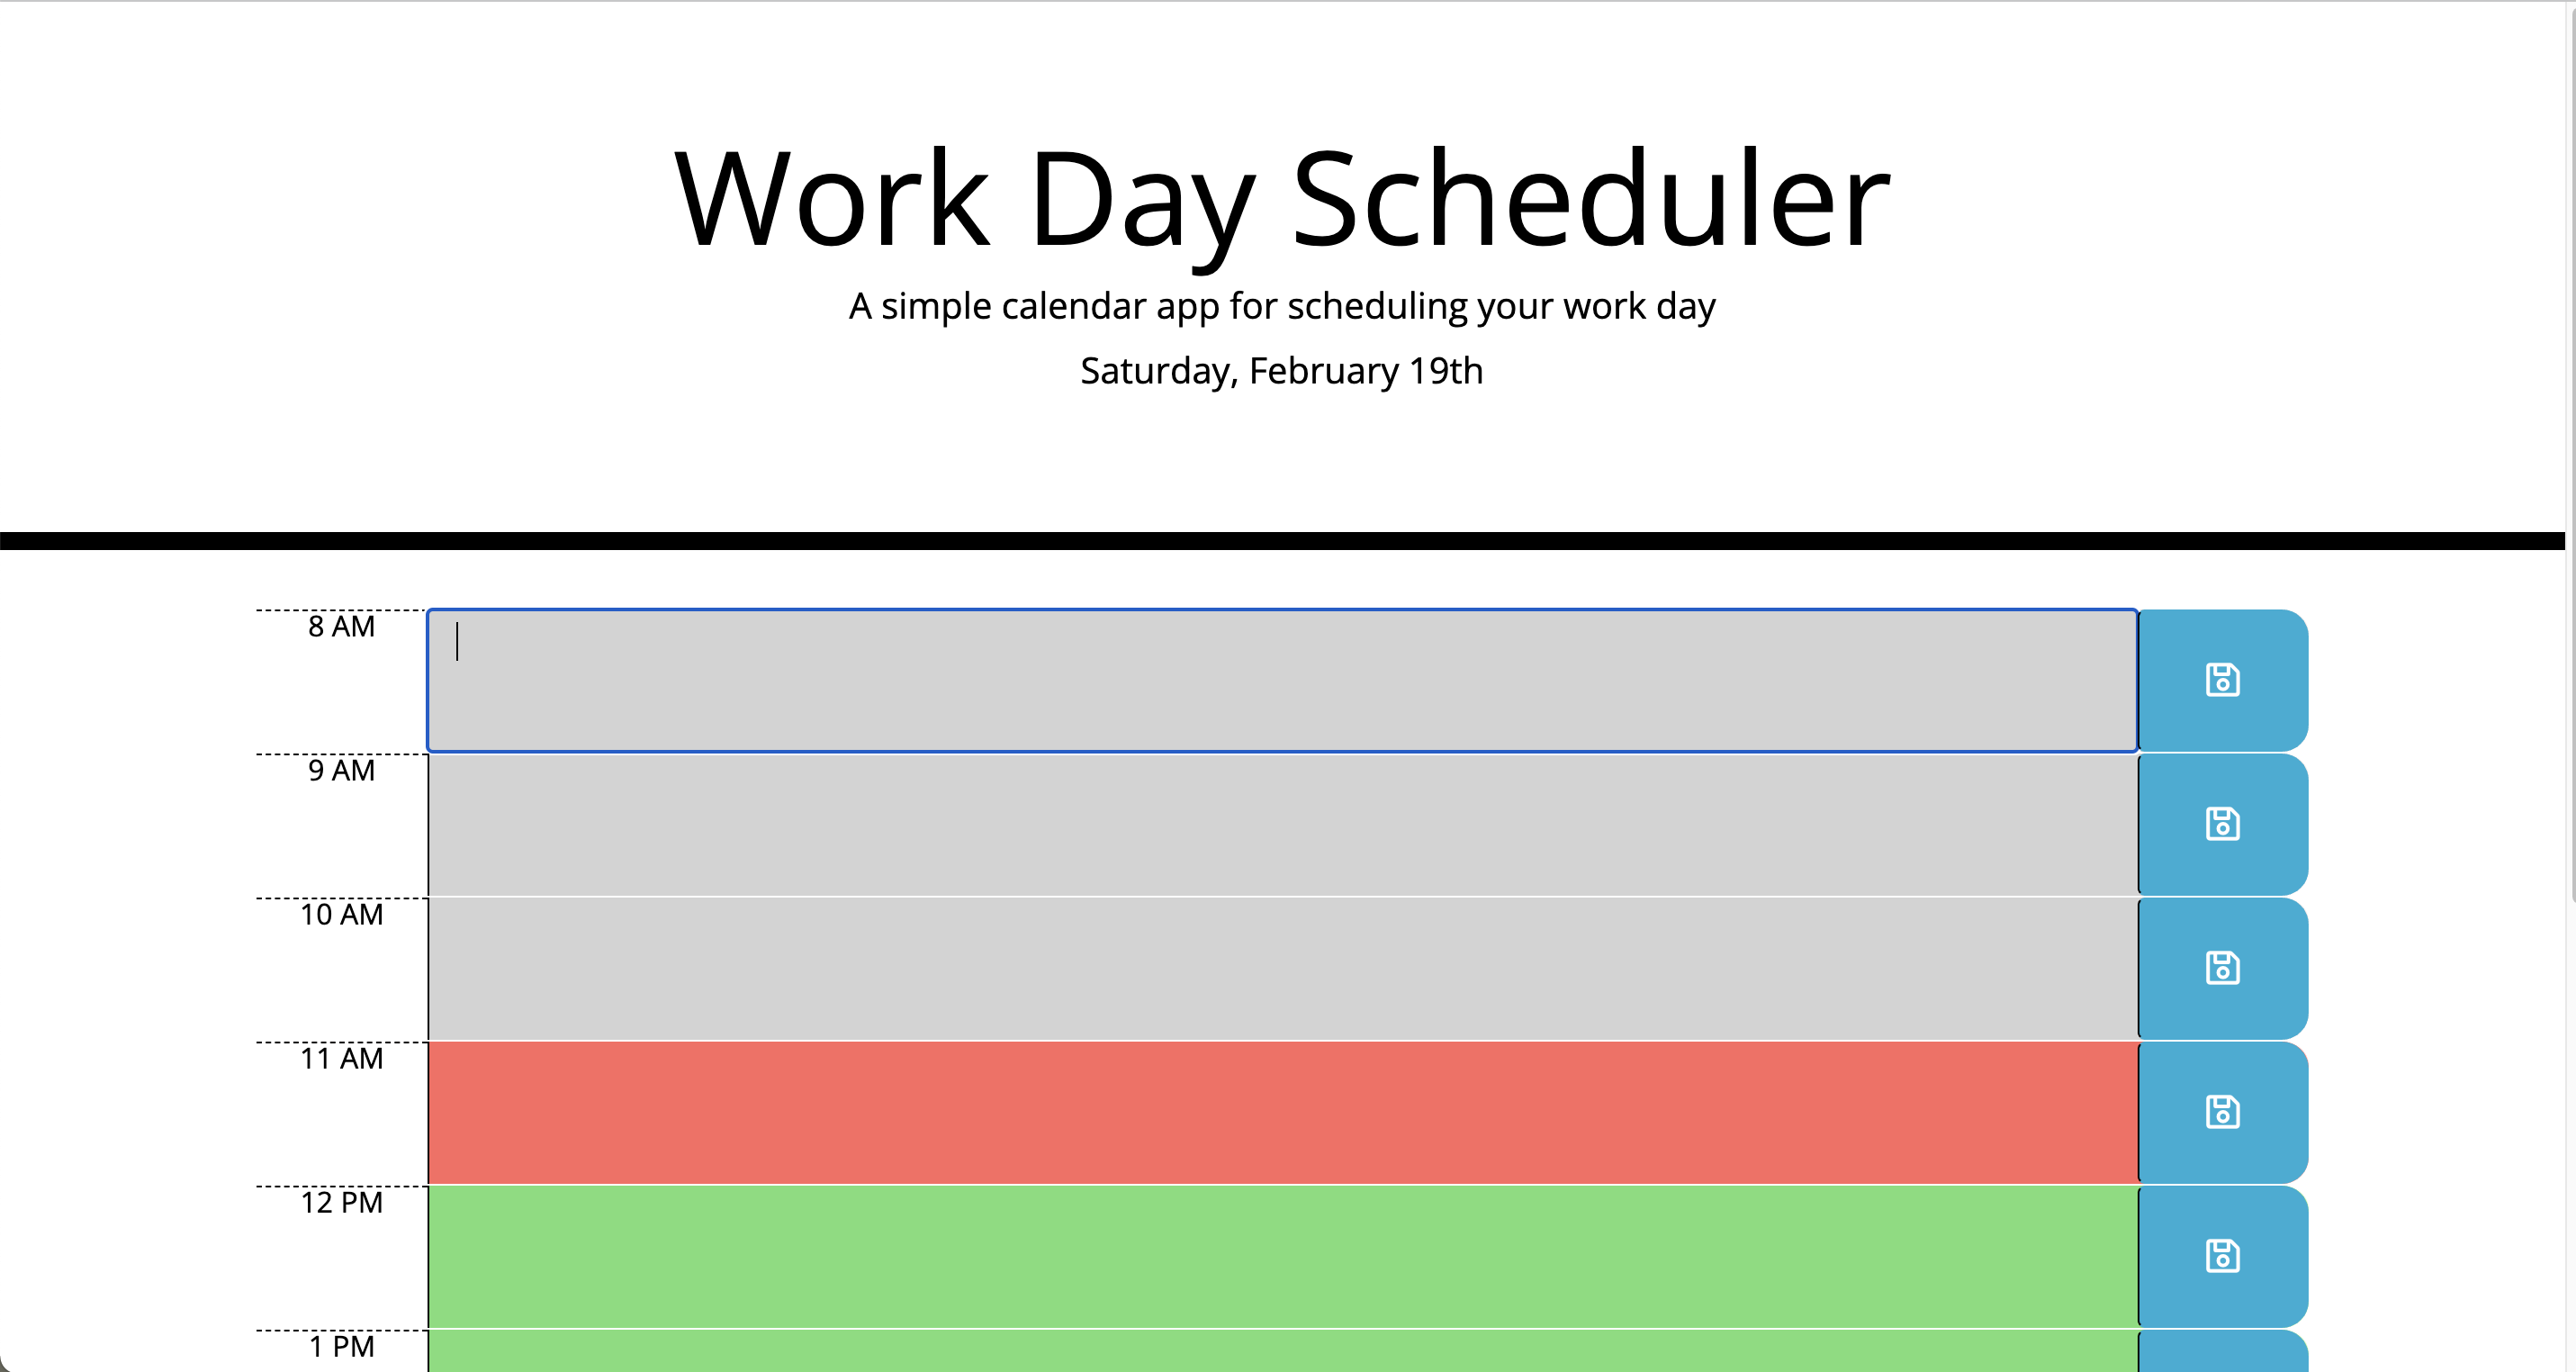 Work Day Scheduler
A simple calendar app for scheduling your work day
Saturday, February 19th
8 AM
9 AM
10 AM
11 AM
12 PM
1 PM